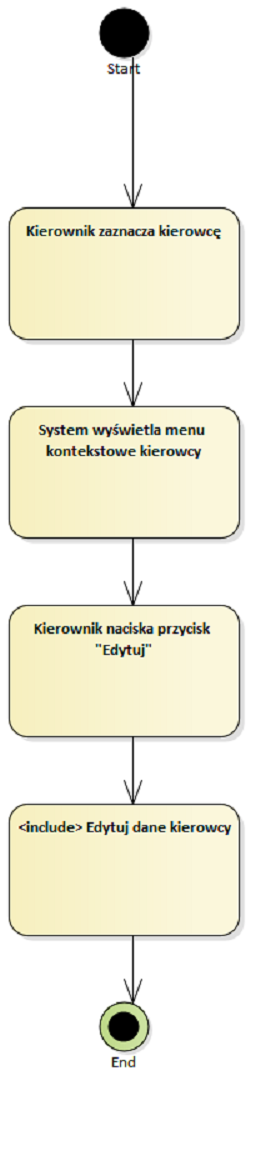 Start
Kierownik zaznacza kierowcę
System wyświetla menu
kontekstowe kierowcy
Kierownik naciska przycisk
"Edytuj"
<include> Edytuj dane kierowcy
End